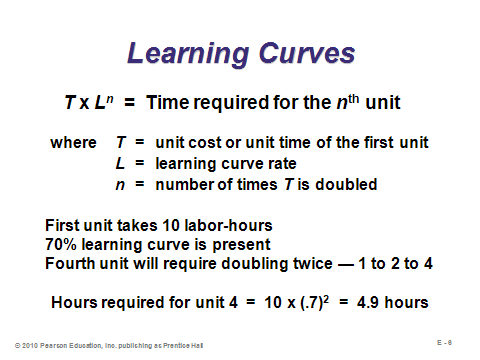 Learning Curves
T x Lⁿ = Time required for the nᵗʰ unit
where T = unit cost or unit time of the first unit
L = learning curve rate
n = number of times T is doubled
First unit takes 10 labor-hours
70% learning curve is present
Fourth unit will require doubling twice — 1 to 2 to 4
Hours required for unit 4 = 10 x (.7)² = 4.9 hours
© 2010 Pearson Education, Inc. publishing as Prentice Hall
E - 6